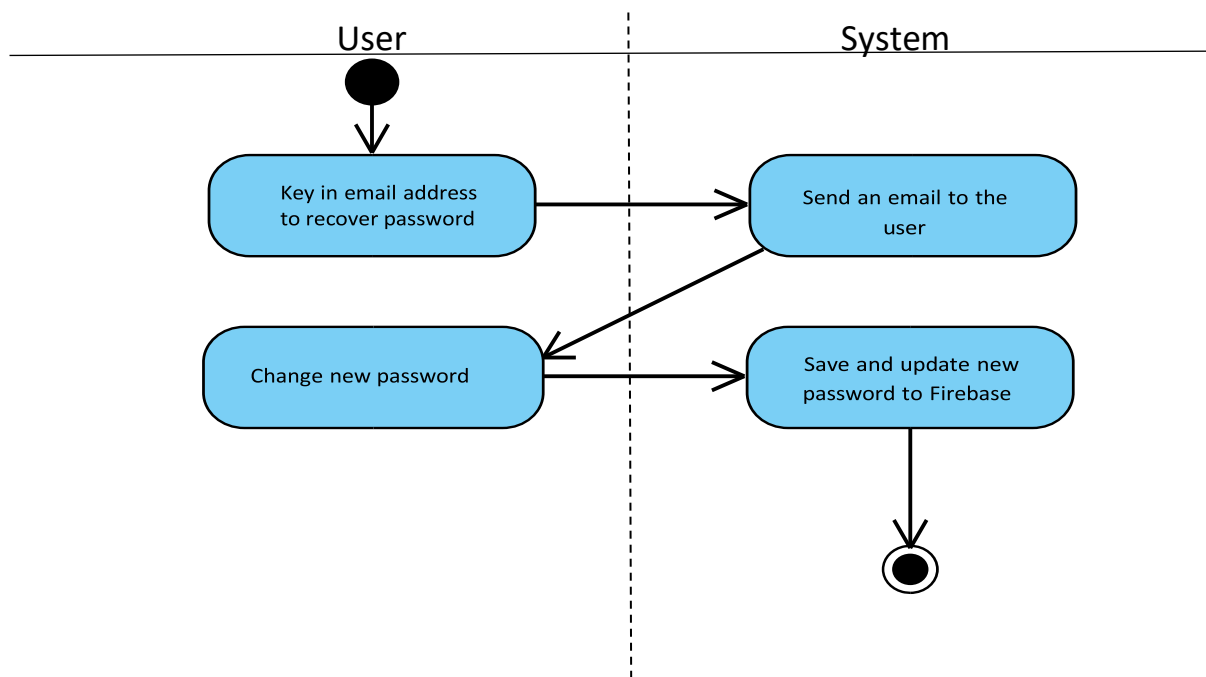 User
System
Key in email address
to recover password
Send an email to the
user
Change new password
Save and update new
password to Firebase